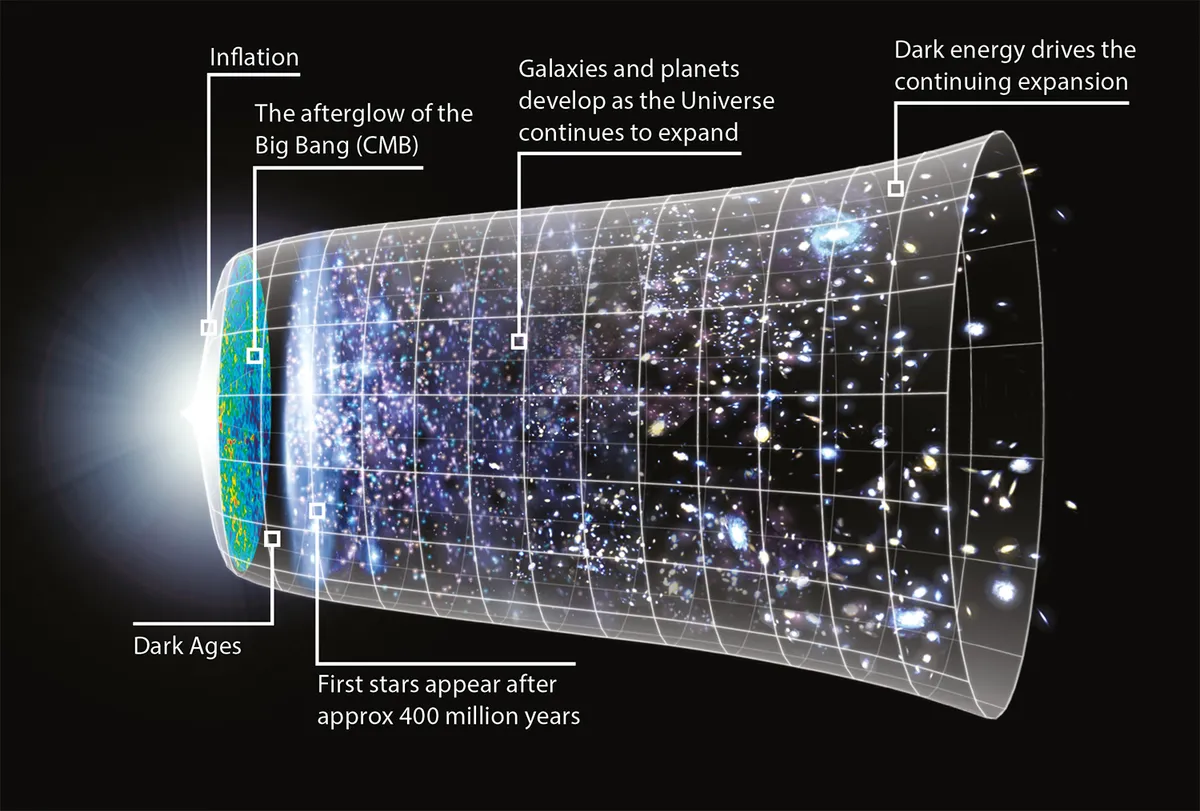 Inflation
The afterglow of the
Big Bang (CMB)
Galaxies and planets
develop as the Universe
continues to expand
Dark energy drives the
continuing expansion
Dark Ages
First stars appear after
approx 400 million years